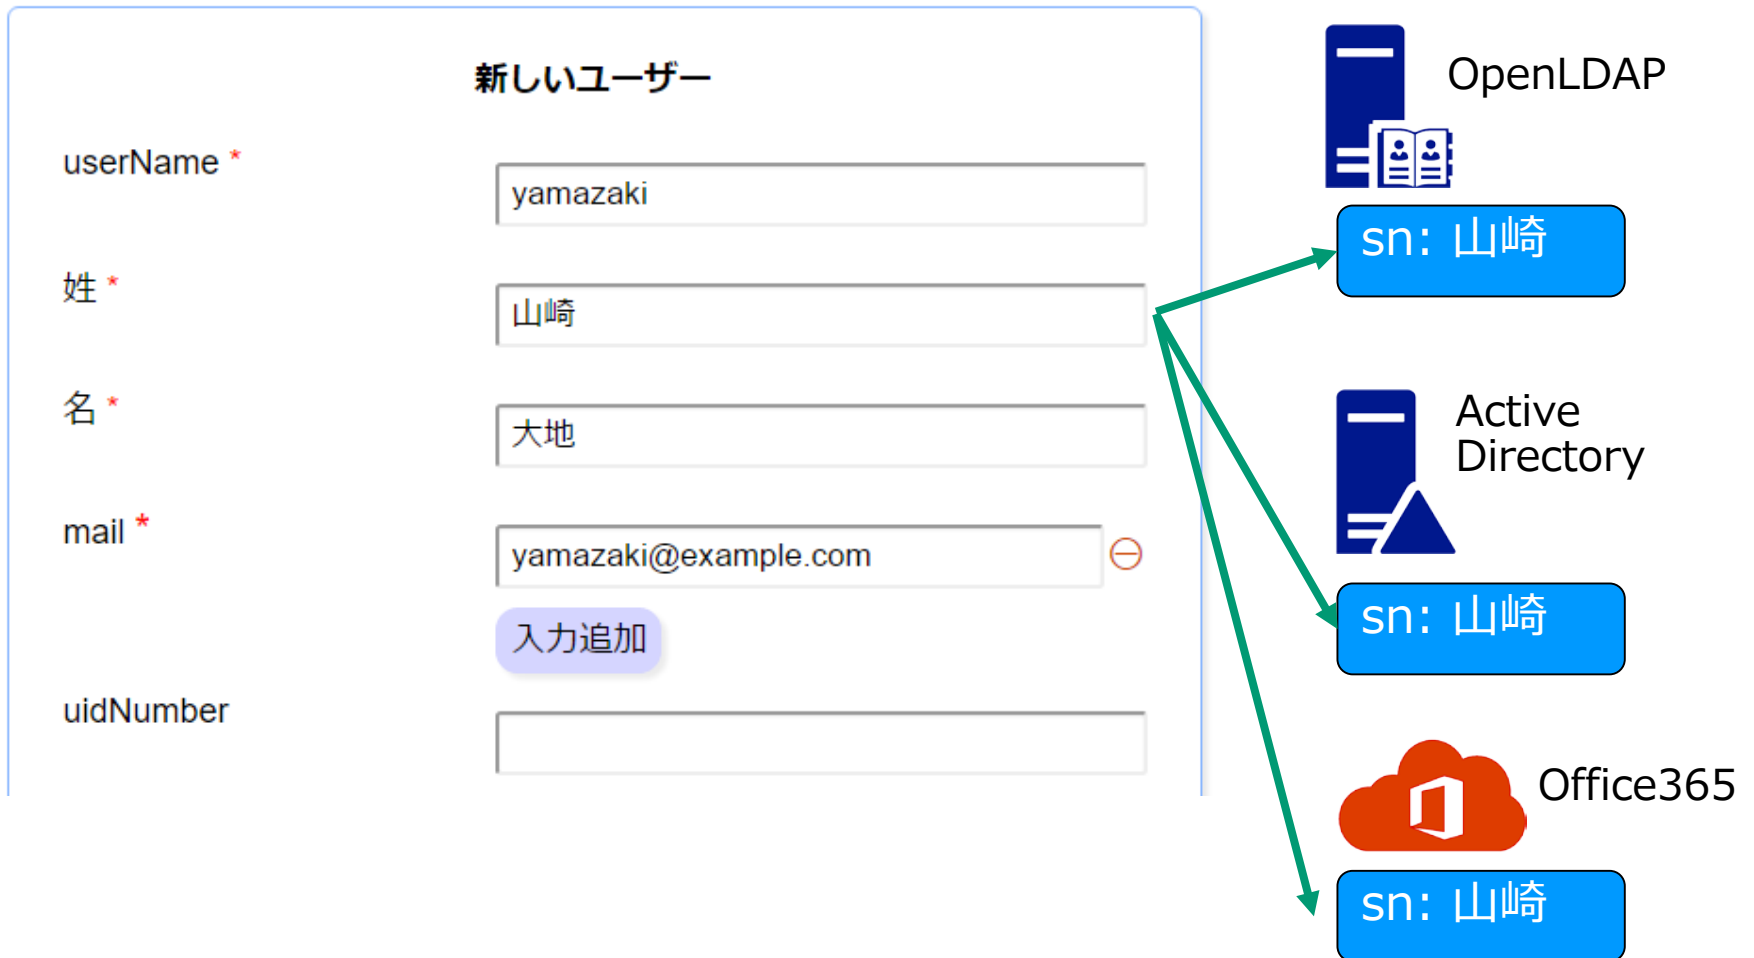 新しいユーザー
userName *
yamazaki
姓 *
山崎
名 *
大地
mail *
yamazaki@example.com
入力追加
uidNumber
OpenLDAP
sn: 山崎
Active
Directory
sn: 山崎
Office365
sn: 山崎